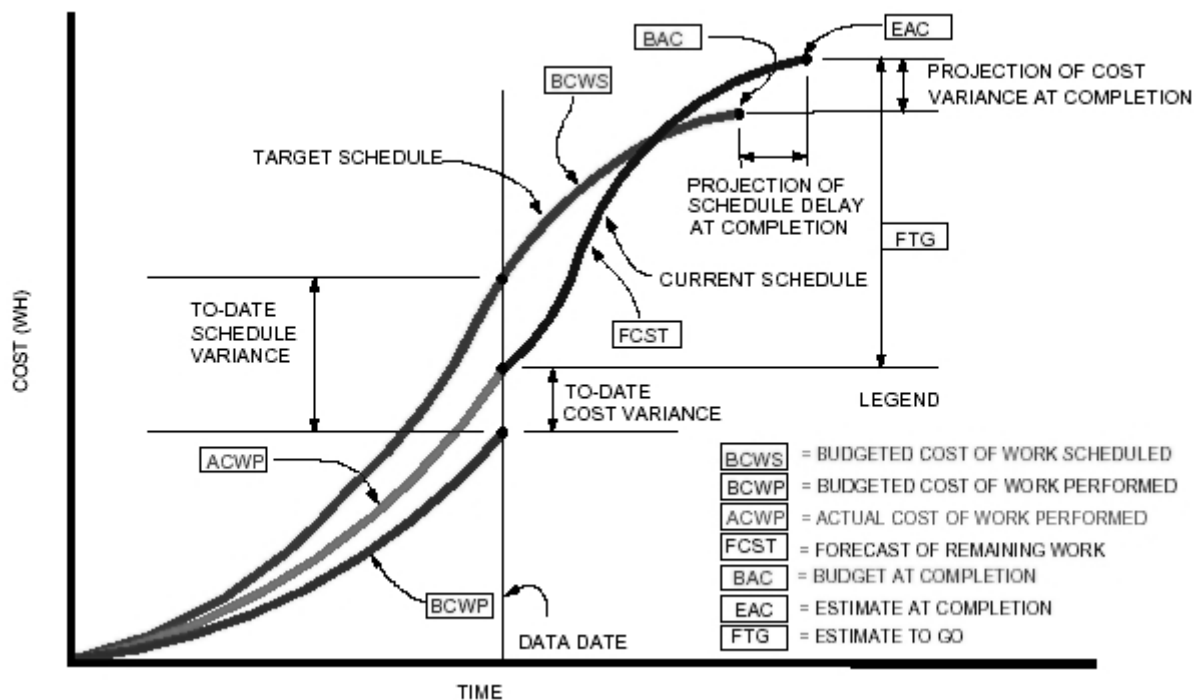 EAC
BAC
PROJECTION OF COST
VARIANCE AT COMPLETION
BCWS
TARGET SCHEDULE
PROJECTION OF
SCHEDULE DELAY
AT COMPLETION
FTG
CURRENT SCHEDULE
TO-DATE
SCHEDULE
VARIANCE
FCST
COST (WH)
TO-DATE
COST VARIANCE
LEGEND
ACWP
BCWS = BUDGETED COST OF WORK SCHEDULED
BCWP = BUDGETED COST OF WORK PERFORMED
ACWP = ACTUAL COST OF WORK PERFORMED
FCST = FORECAST OF REMAINING WORK
BAC = BUDGET AT COMPLETION
EAC = ESTIMATE AT COMPLETION
FTG = ESTIMATE TO GO
BCWP
DATA DATE
TIME